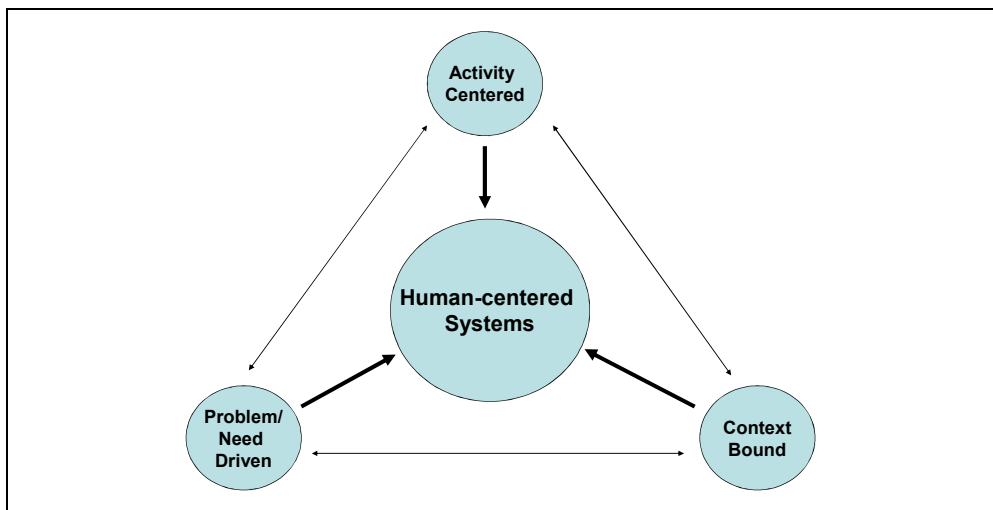 Activity
Centered
Human-centered
Systems
Problem/
Need
Driven
Context
Bound